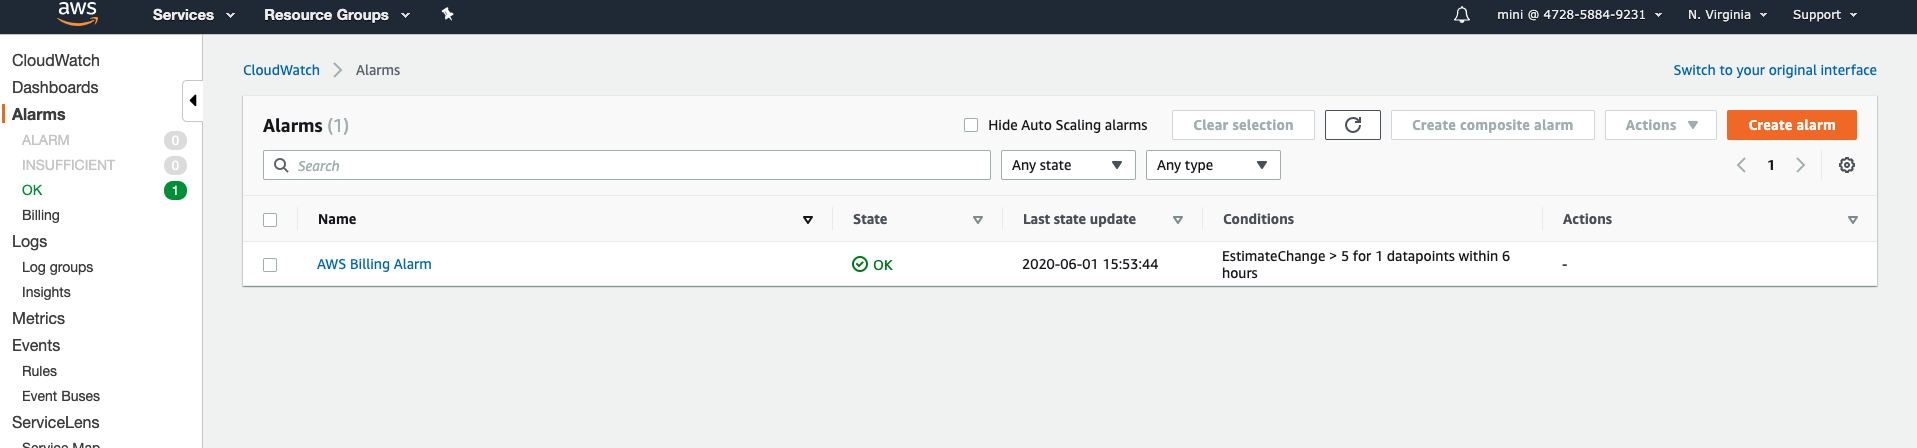 aws Services Resource Groups mini @ 4728-5884-9231 N. Virginia Support
CloudWatch
Dashboards
Alarms
ALARM 0
INSUFFICIENT 0
OK 1
Billing
Logs
Log groups
Insights
Metrics
Events
Rules
Event Buses
ServiceLens
Service Map
CloudWatch Alarms Switch to your original interface
Alarms (1) Hide Auto Scaling alarms Clear selection Create composite alarm Actions Create alarm
Search Any state Any type 1
Name State Last state update Conditions Actions
AWS Billing Alarm OK 2020-06-01 15:53:44 EstimateChange > 5 for 1 datapoints within 6
hours -